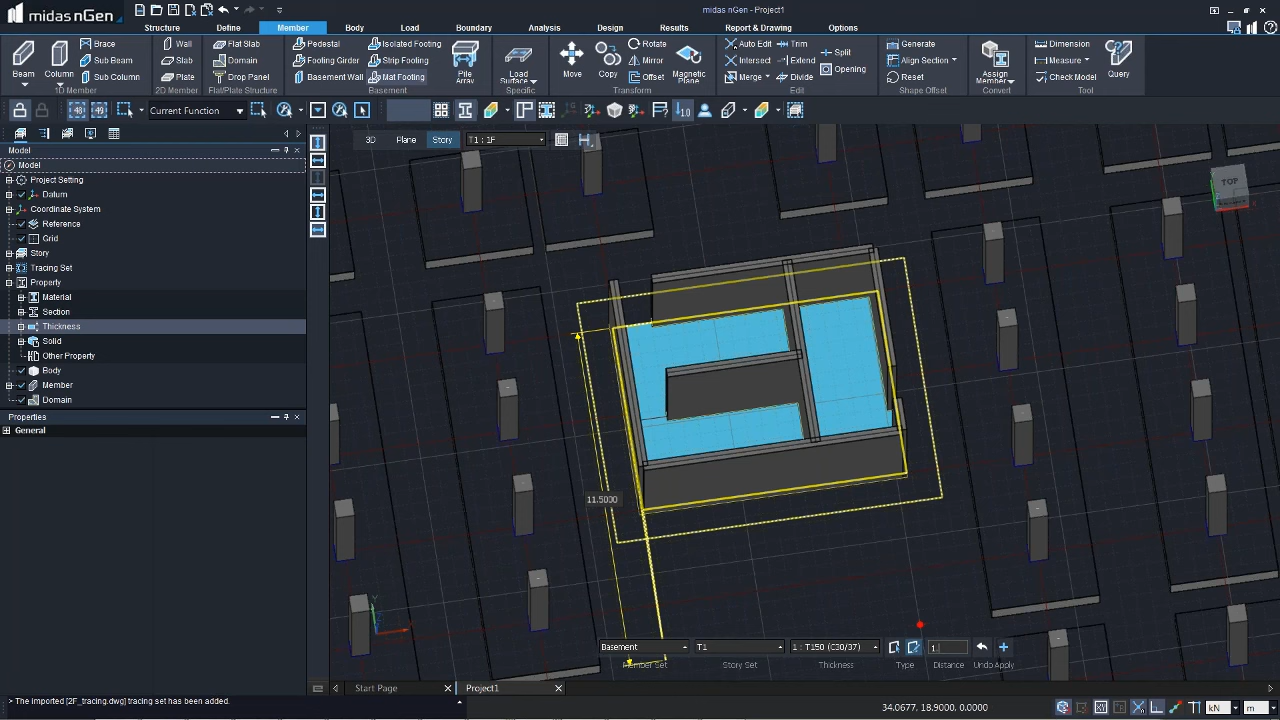 midas nGen
midas nGen - Project1
Structure Define Member Body Load Boundary Analysis Design Results Report & Drawing Options
Beam Column Brace Sub Beam Sub Column
1D Member
Wall Slab Plate
2D Member
Flat Slab Domain Drop Panel
Flat/Plate Structure
Pedestal Footing Girder Basement Wall Isolated Footing Strip Footing Mat Footing Pile Array
Basement
Load Surface
Specific
Move Copy Rotate Mirror Offset Magnetic Plane
Transform
Auto Edit Intersect Merge Trim Extend Divide Split Opening
Generate Align Section Reset
Shape Offset
Assign Member
Convert
Dimension Measure Check Model Query
Tool
Current Function
Model
Model
Project Setting
Datum
Coordinate System
Reference
Grid
Story
Tracing Set
Property
Material
Section
Thickness
Solid
Other Property
Body
Member
Domain
Properties
General
3D Plane Story T1 : 1F
TOP
11.5000
Basement T1 1 : T150 (C30/37) 1
Member Set Story Set Thickness Type Distance Undo Apply
Start Page Project1
> The imported [2F_tracing.dwg] tracing set has been added.
34.0677, 18.9000, 0.0000
kN m